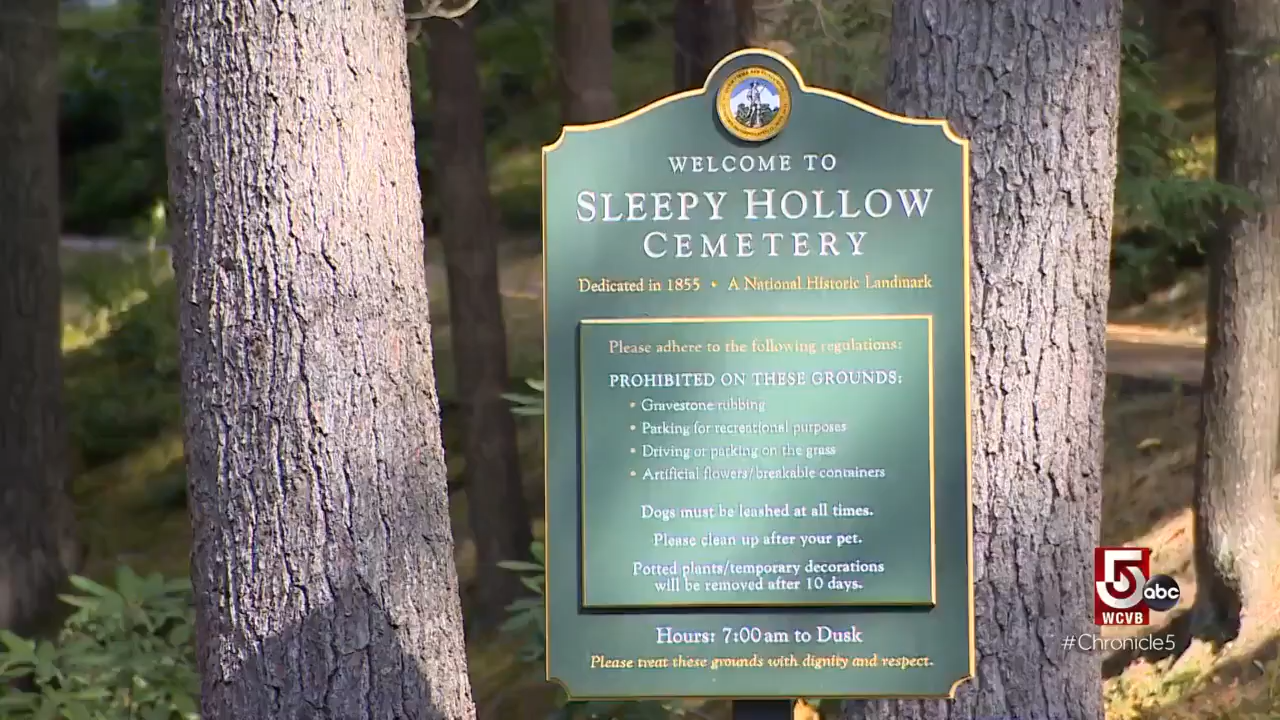 WELCOME TO
SLEEPY HOLLOW
CEMETERY
Dedicated in 1855 • A National Historic Landmark
Please adhere to the following regulations:
PROHIBITED ON THESE GROUNDS:
• Gravestone rubbing
• Parking for recreational purposes
• Driving or parking on the grass
• Artificial flowers/breakable containers
Dogs must be leashed at all times.
Please clean up after your pet.
Potted plants/temporary decorations
will be removed after 10 days.
Hours: 7:00 am to Dusk
Please treat these grounds with dignity and respect.
5 abc
WCVB
#Chronicle5